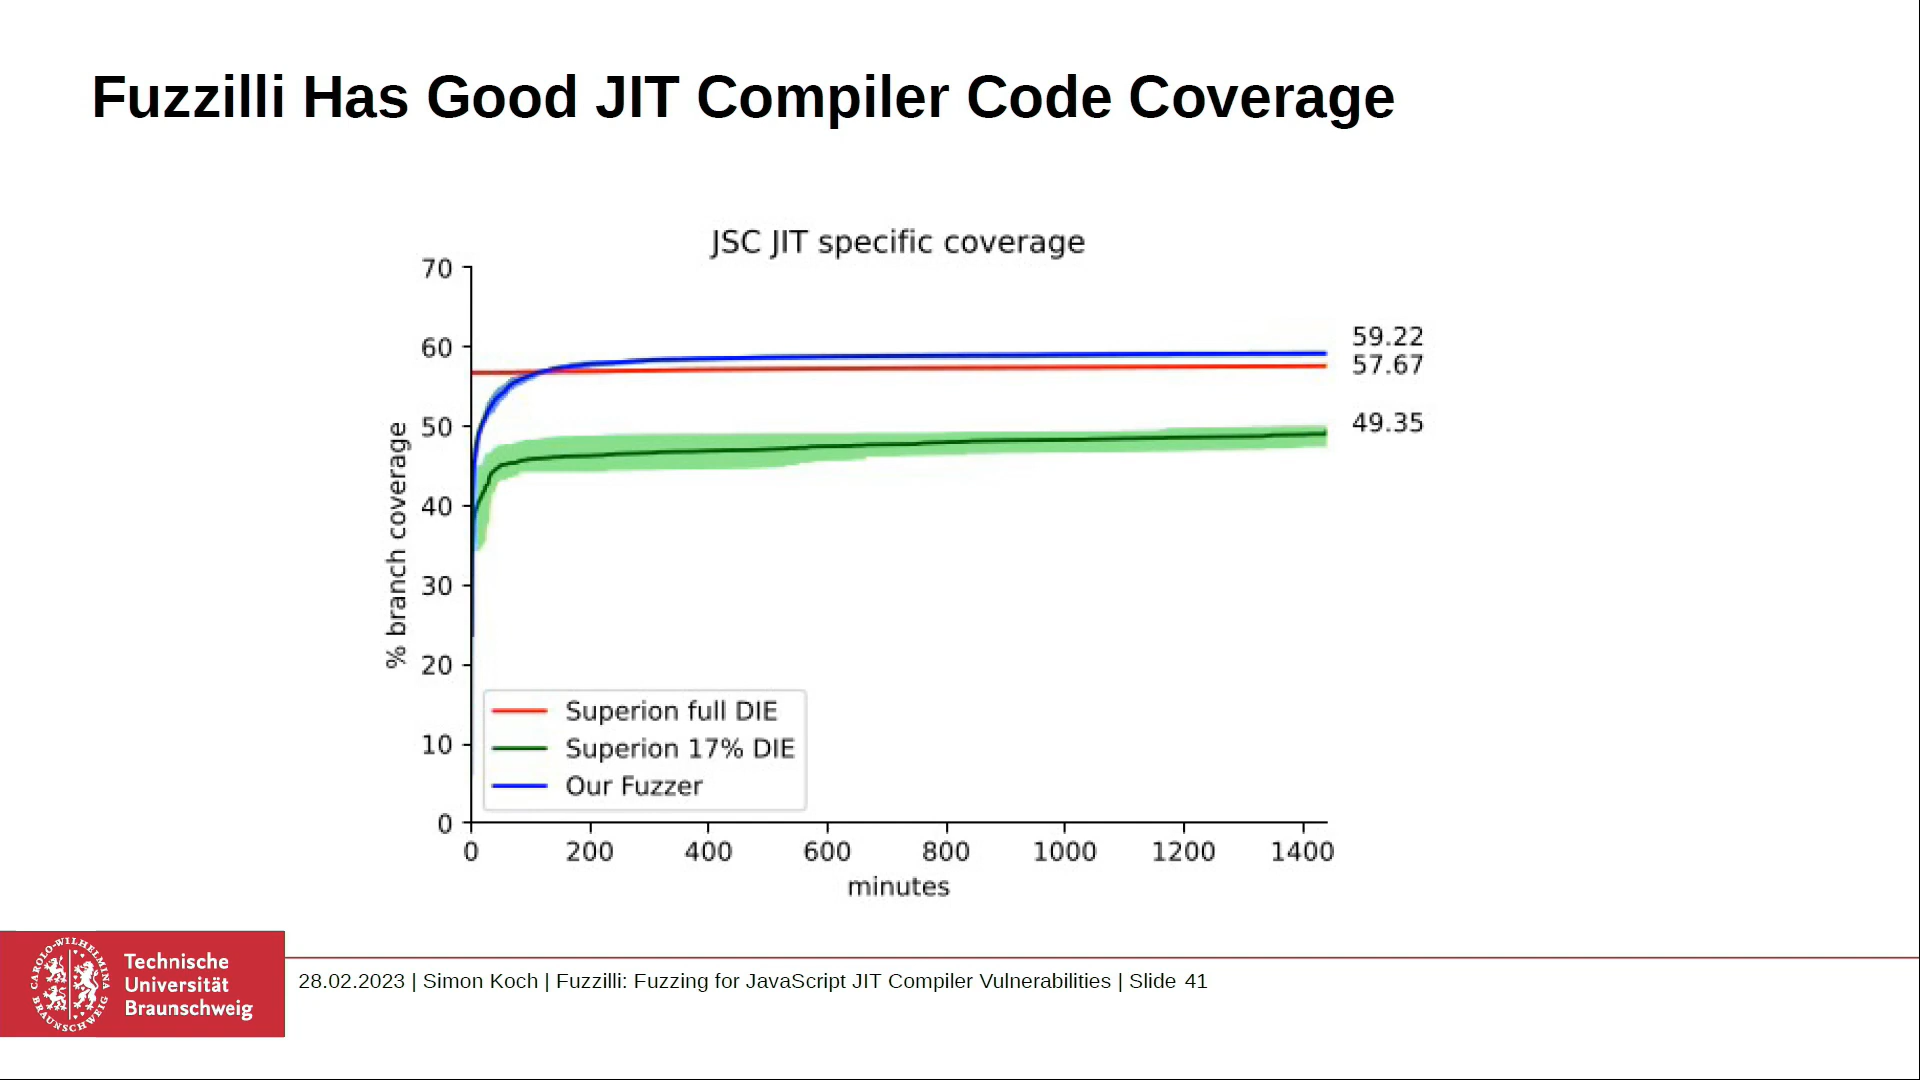 Fuzzilli Has Good JIT Compiler Code Coverage
JSC JIT specific coverage
70
60
50
40
30
20
10
0
% branch coverage
59.22
57.67
49.35
Superion full DIE
Superion 17% DIE
Our Fuzzer
0 200 400 600 800 1000 1200 1400
minutes
CAROLO-WILHELMINA
BRAUNSCHWEIG
Technische
Universität
Braunschweig
28.02.2023 | Simon Koch | Fuzzilli: Fuzzing for JavaScript JIT Compiler Vulnerabilities | Slide 41